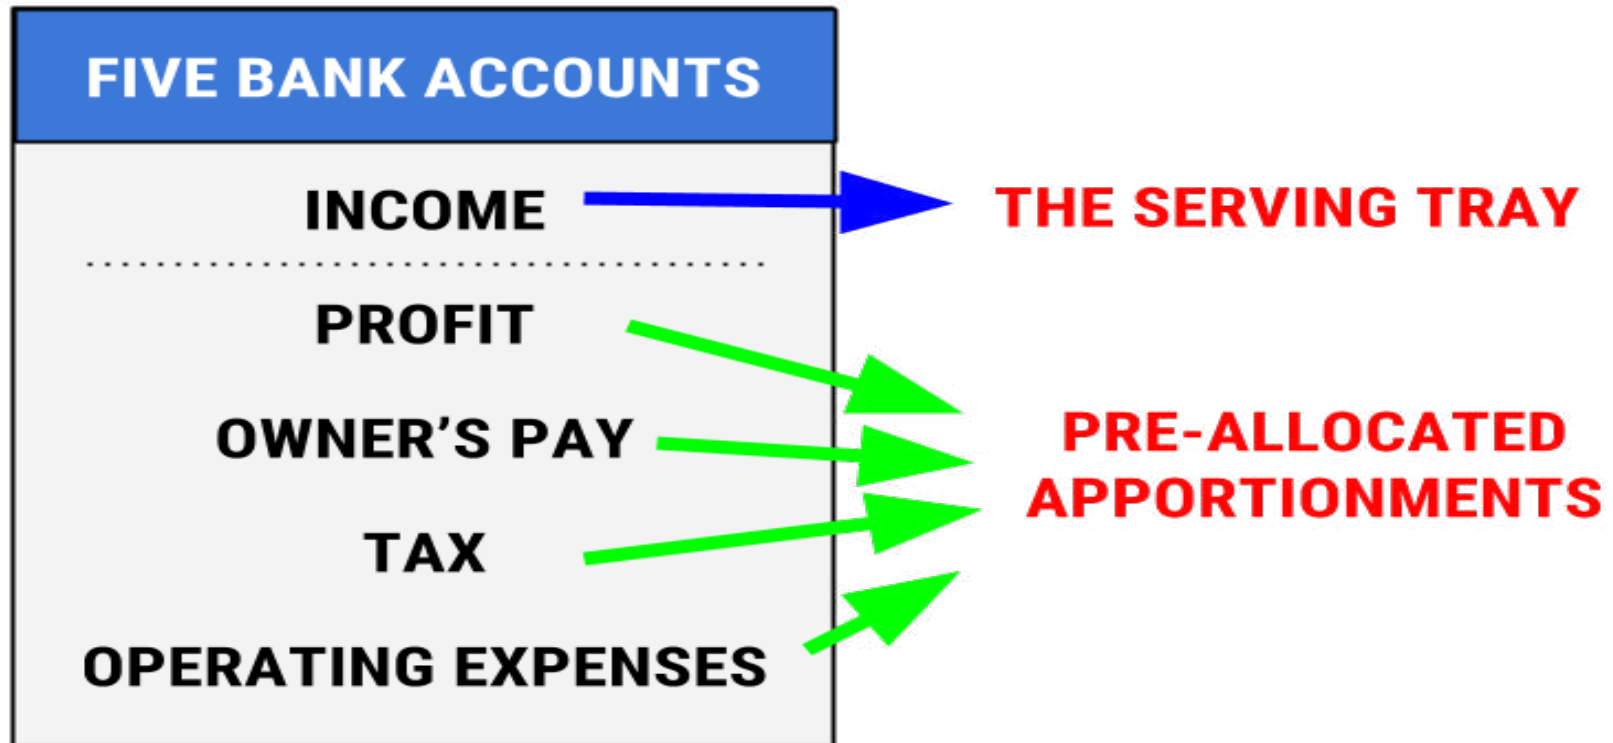 FIVE BANK ACCOUNTS
INCOME
THE SERVING TRAY
PROFIT
OWNER’S PAY
TAX
OPERATING EXPENSES
PRE-ALLOCATED
APPORTIONMENTS